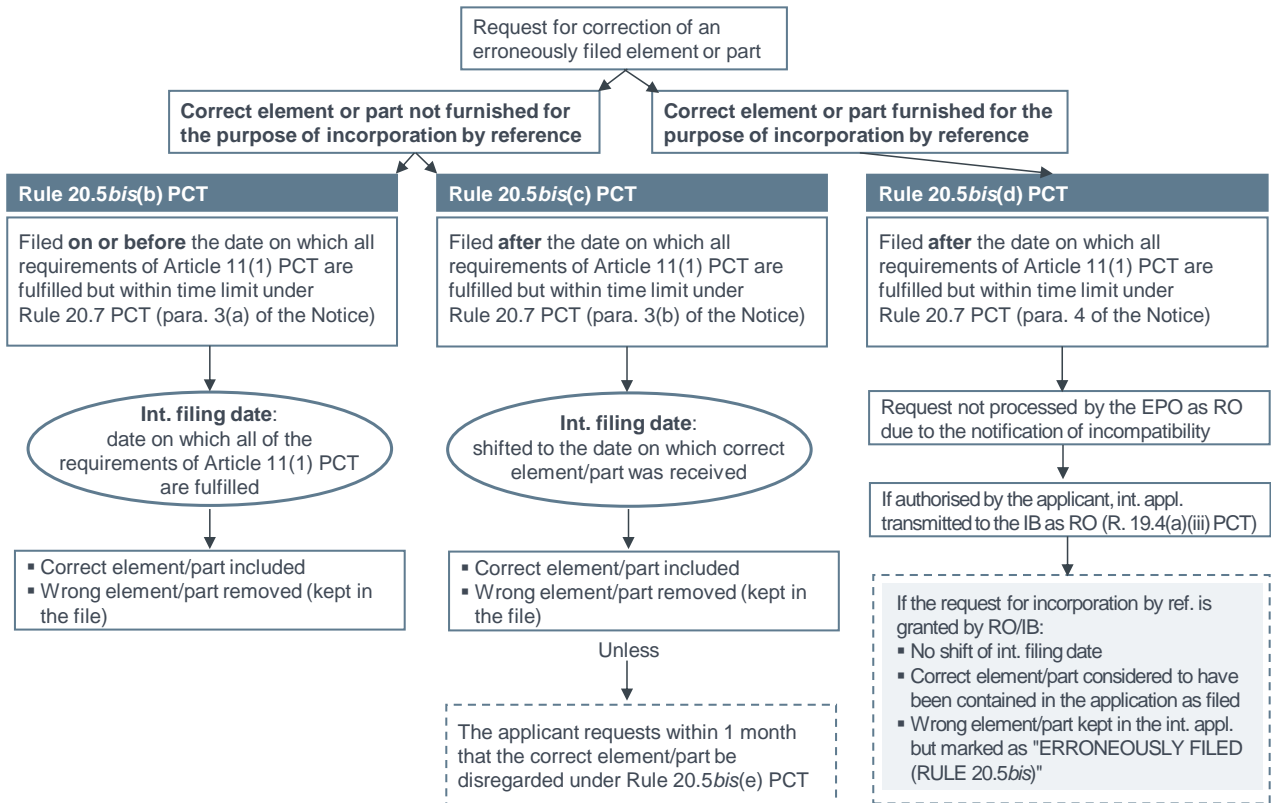 Request for correction of an
erroneously filed element or part
Correct element or part not furnished for
the purpose of incorporation by reference
Correct element or part furnished for the
purpose of incorporation by reference
Rule 20.5bis(b) PCT
Filed on or before the date on which all
requirements of Article 11(1) PCT are
fulfilled but within time limit under
Rule 20.7 PCT (para. 3(a) of the Notice)
Int. filing date:
date on which all of the
requirements of Article 11(1) PCT
are fulfilled
▪ Correct element/part included
▪ Wrong element/part removed (kept in
the file)
Rule 20.5bis(c) PCT
Filed after the date on which all
requirements of Article 11(1) PCT are
fulfilled but within time limit under
Rule 20.7 PCT (para. 3(b) of the Notice)
Int. filing date:
shifted to the date on which correct
element/part was received
▪ Correct element/part included
▪ Wrong element/part removed (kept in
the file)
Unless
The applicant requests within 1 month
that the correct element/part be
disregarded under Rule 20.5bis(e) PCT
Rule 20.5bis(d) PCT
Filed after the date on which all
requirements of Article 11(1) PCT are
fulfilled but within time limit under
Rule 20.7 PCT (para. 4 of the Notice)
Request not processed by the EPO as RO
due to the notification of incompatibility
If authorised by the applicant, int. appl.
transmitted to the IB as RO (R. 19.4(a)(iii) PCT)
If the request for incorporation by ref. is
granted by RO/IB:
▪ No shift of int. filing date
▪ Correct element/part considered to have
been contained in the application as filed
▪ Wrong element/part kept in the int. appl.
but marked as "ERRONEOUSLY FILED
(RULE 20.5bis)"